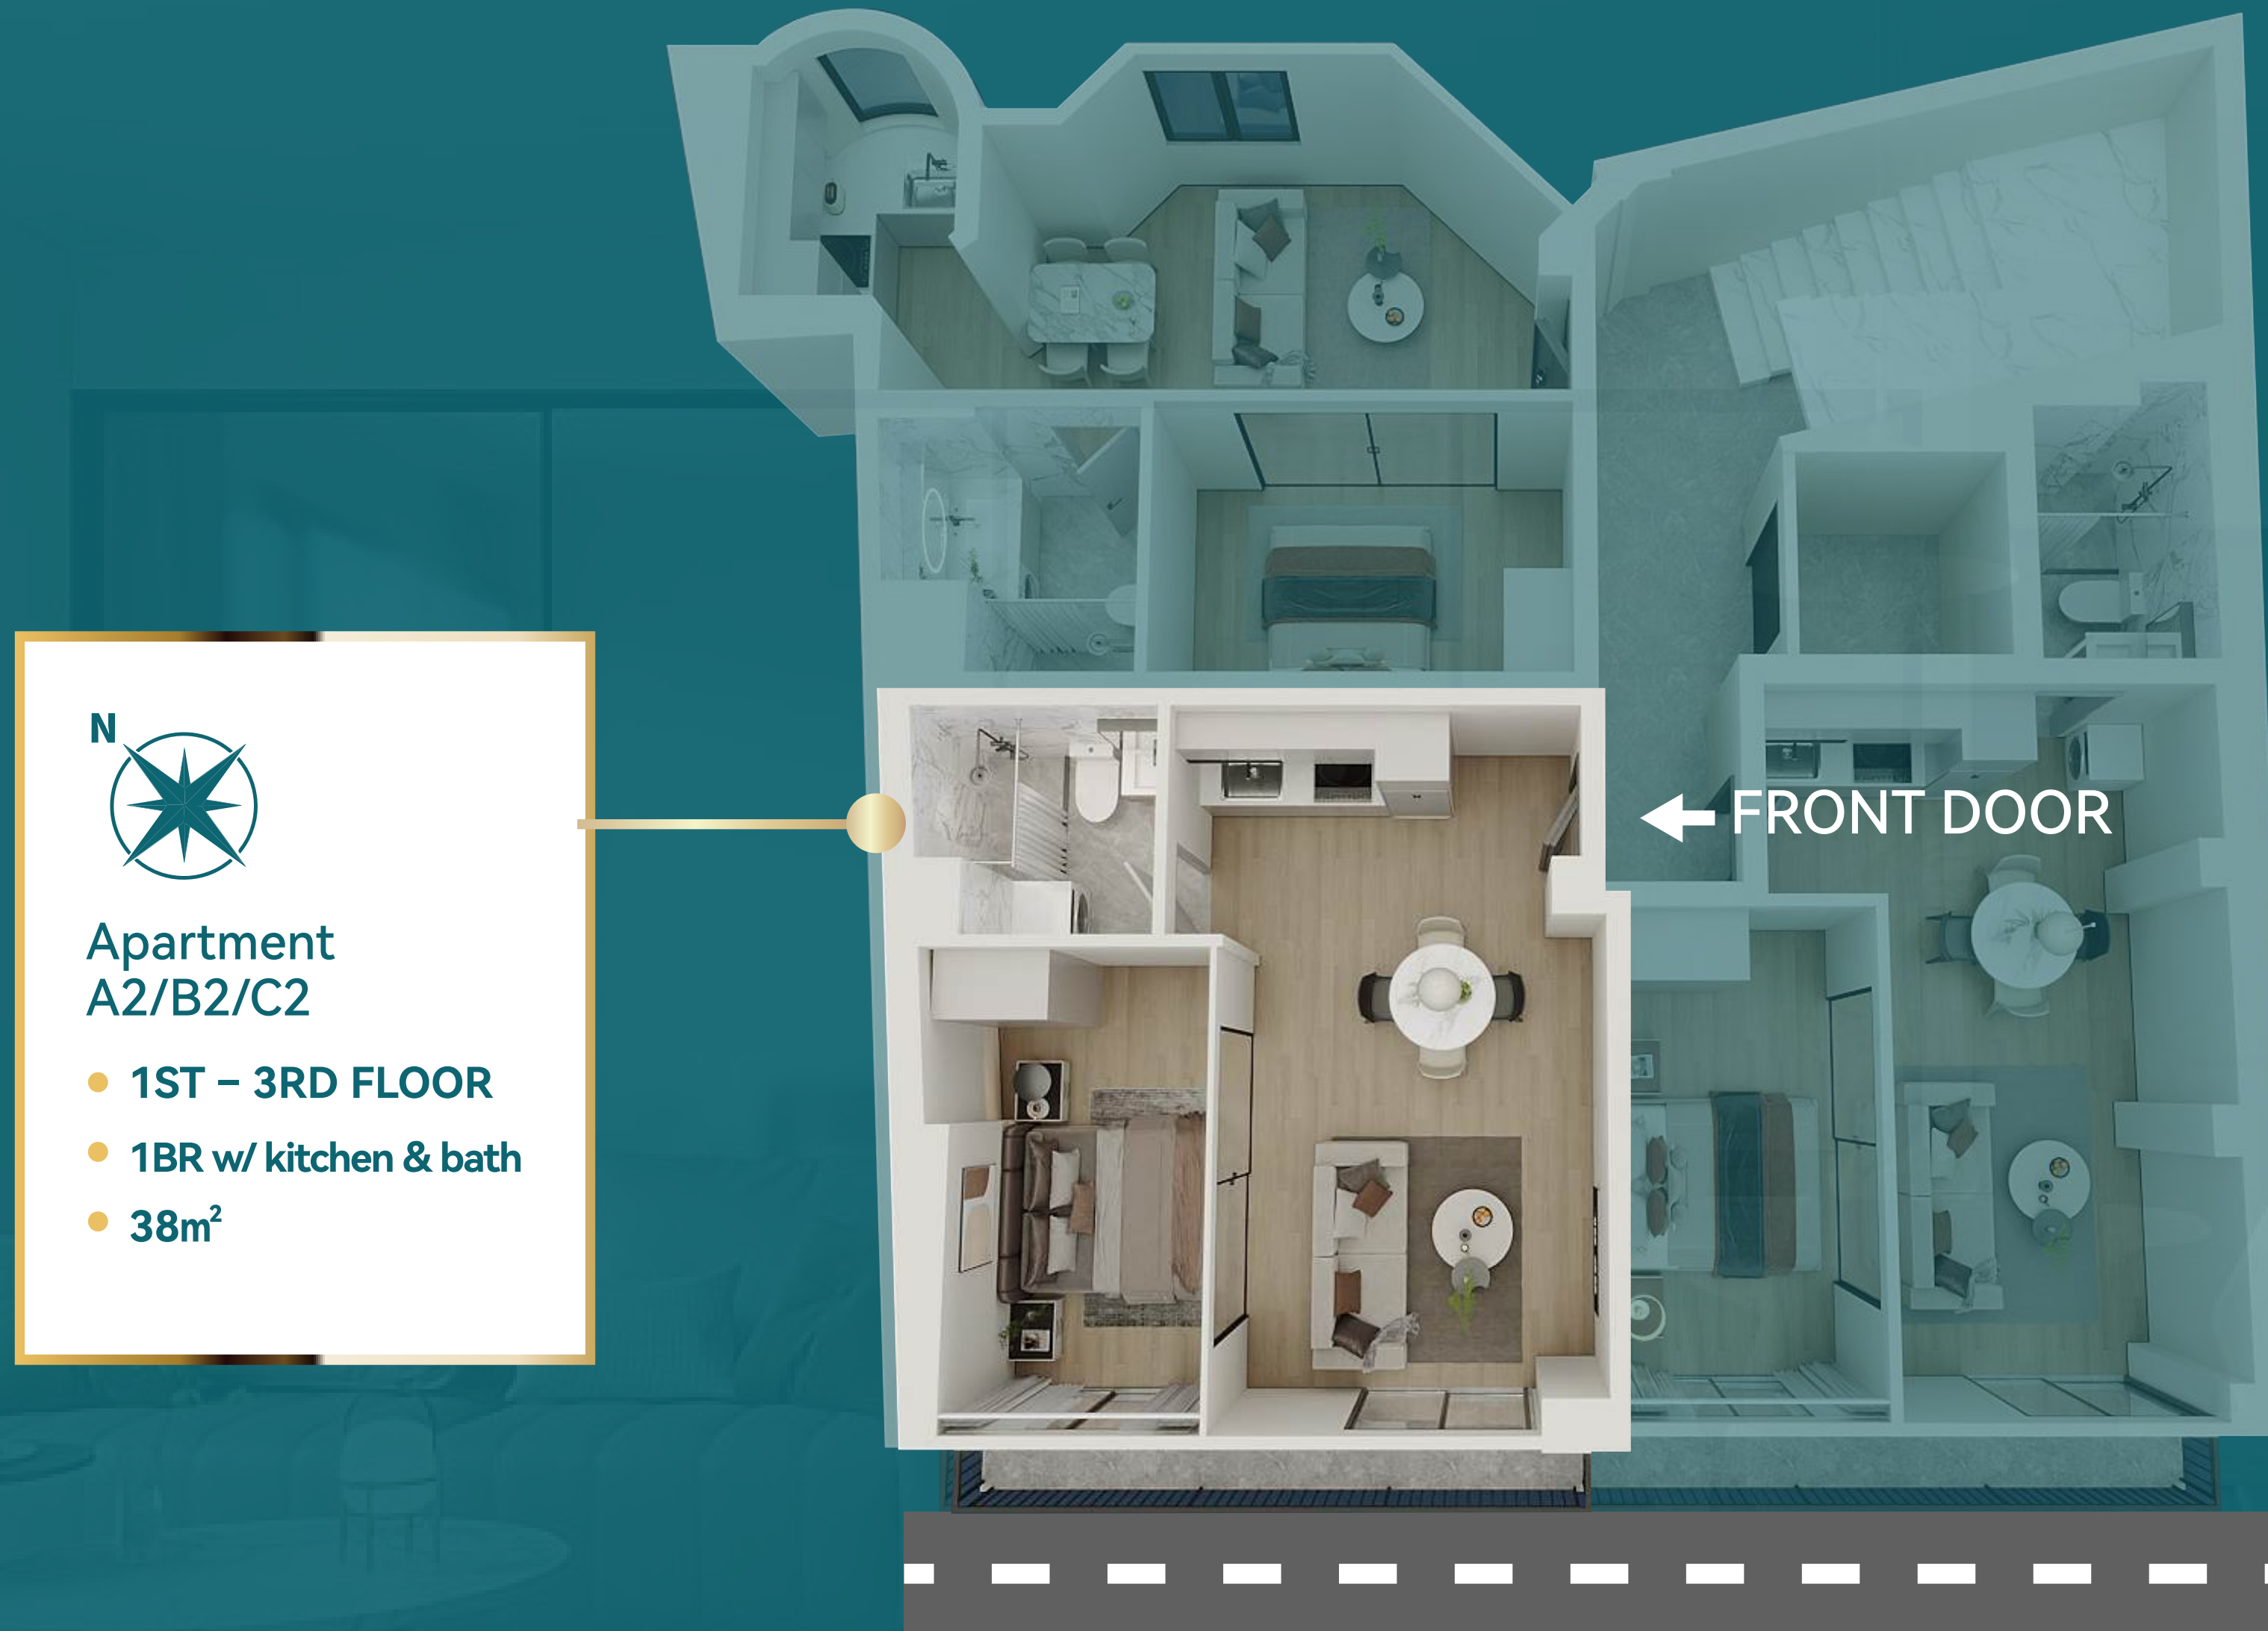 N
Apartment
A2/B2/C2
1ST – 3RD FLOOR
1BR w/ kitchen & bath
38m²
FRONT DOOR